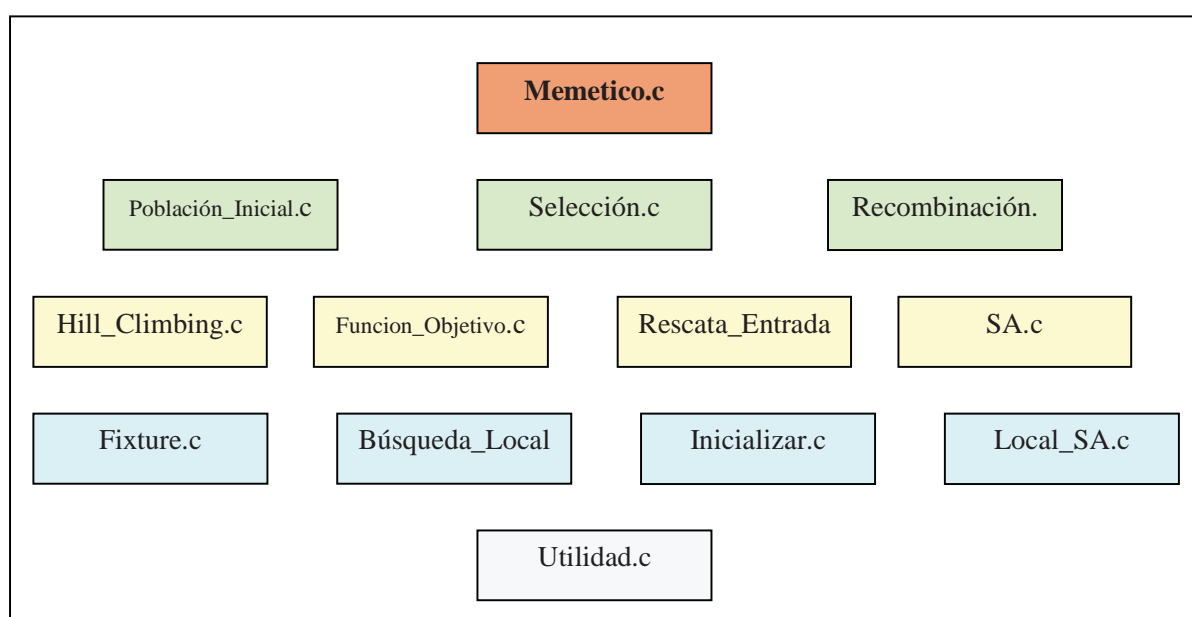 Memetico.c
Población_Inicial.c
Selección.c
Recombinación.
Hill_Climbing.c
Funcion_Objetivo.c
Rescata_Entrada
SA.c
Fixture.c
Búsqueda_Local
Inicializar.c
Local_SA.c
Utilidad.c